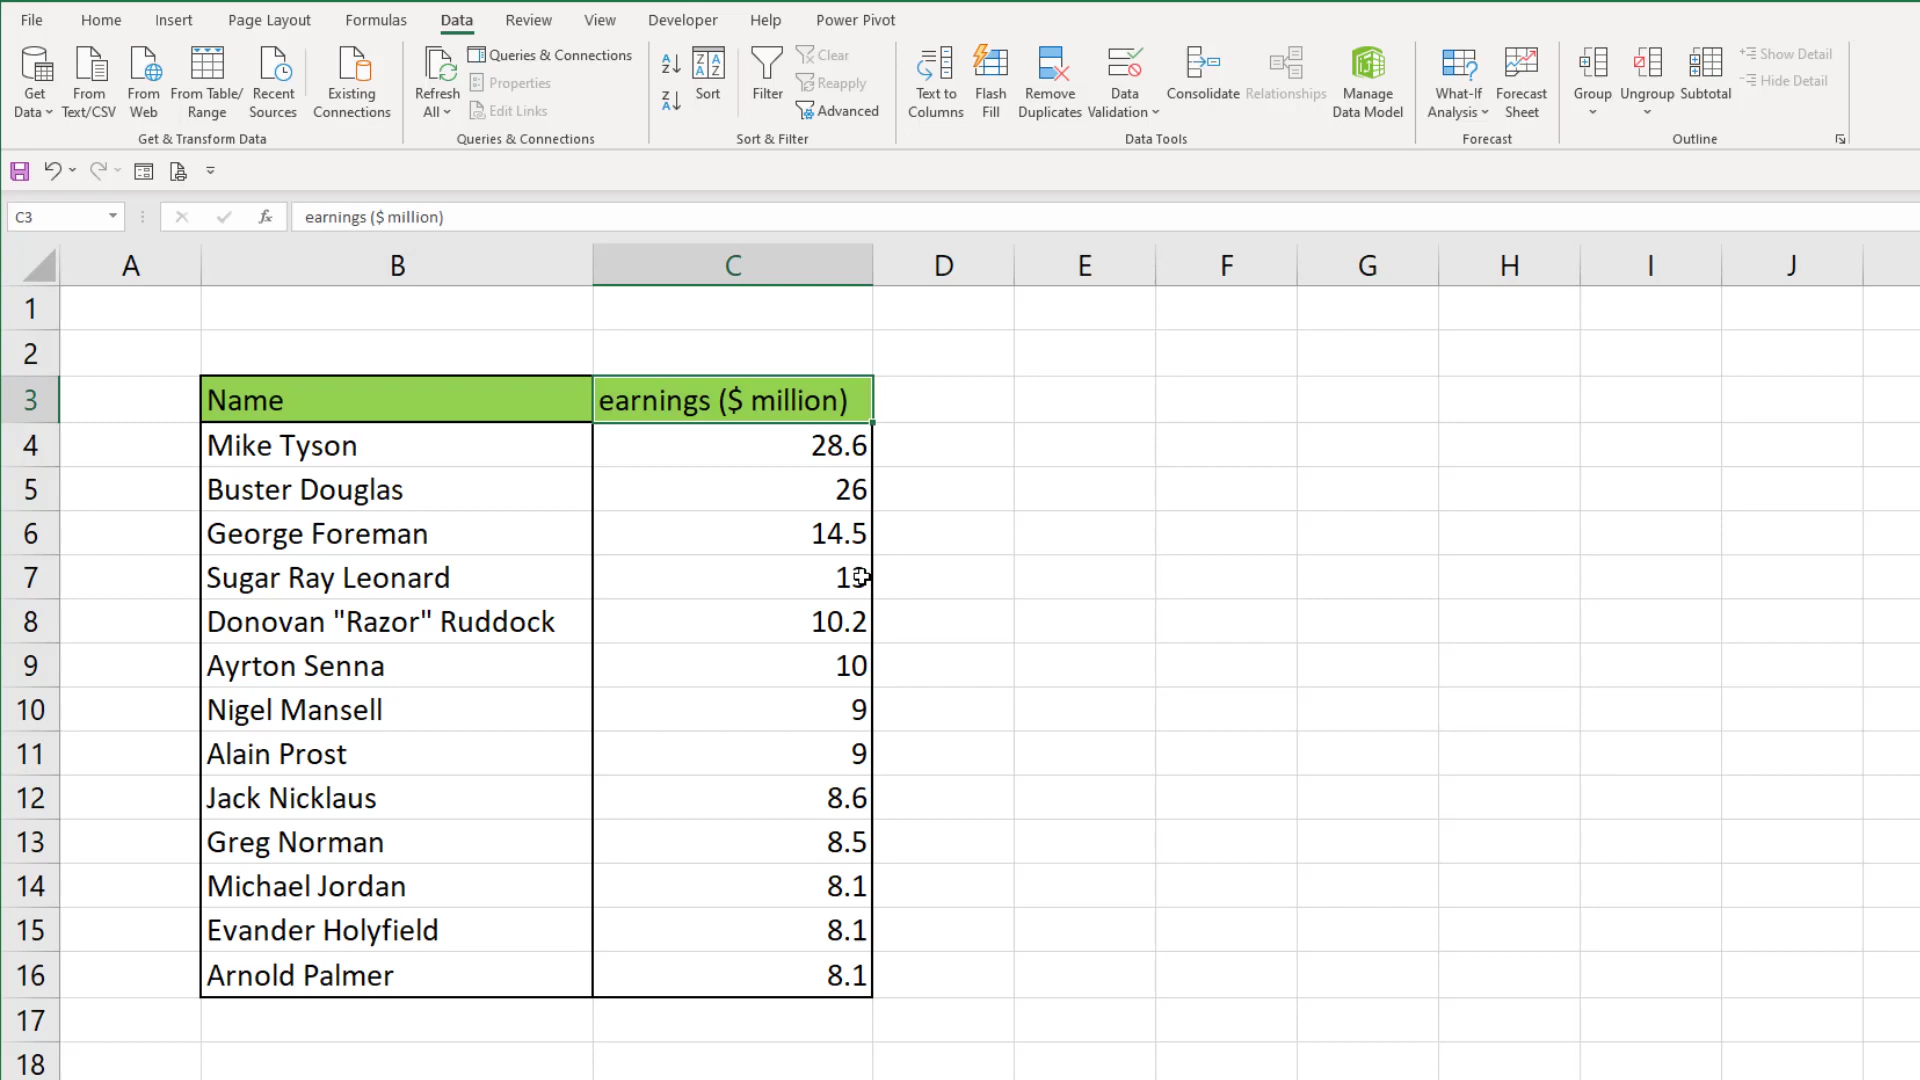 File Home Insert Page Layout Formulas Data Review View Developer Help Power Pivot
Get Data From Text/CSV From Web From Table/ Range Recent Sources Existing Connections
Get & Transform Data
Refresh All Queries & Connections Properties Edit Links
Queries & Connections
Sort Filter Clear Reapply Advanced
Sort & Filter
Text to Columns Flash Fill Remove Duplicates Data Validation Consolidate Relationships Manage Data Model
Data Tools
What-If Analysis Forecast Sheet
Forecast
Group Ungroup Subtotal Show Detail Hide Detail
Outline
C3 fx earnings ($ million)
A B C D E F G H I J
1
2
3 Name earnings ($ million)
4 Mike Tyson 28.6
5 Buster Douglas 26
6 George Foreman 14.5
7 Sugar Ray Leonard
8 Donovan "Razor" Ruddock 10.2
9 Ayrton Senna 10
10 Nigel Mansell 9
11 Alain Prost 9
12 Jack Nicklaus 8.6
13 Greg Norman 8.5
14 Michael Jordan 8.1
15 Evander Holyfield 8.1
16 Arnold Palmer 8.1
17
18